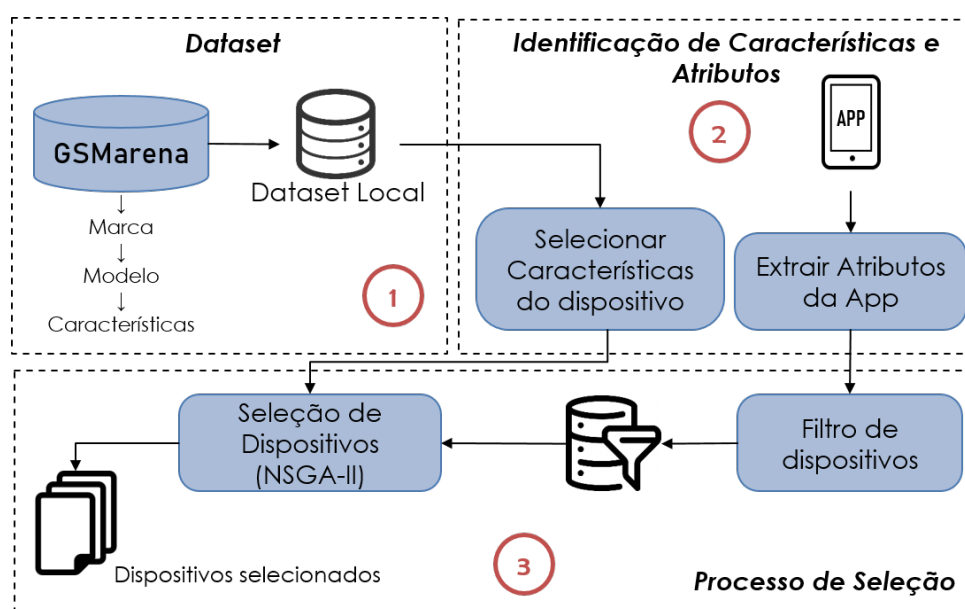 Dataset
GSMarena
Dataset Local
Marca
Modelo
Características
1
Identificação de Características e
Atributos
2
APP
Selecionar
Características
do dispositivo
Extrair Atributos
da App
Seleção de
Dispositivos
(NSGA-II)
Filtro de
dispositivos
Dispositivos selecionados
3
Processo de Seleção